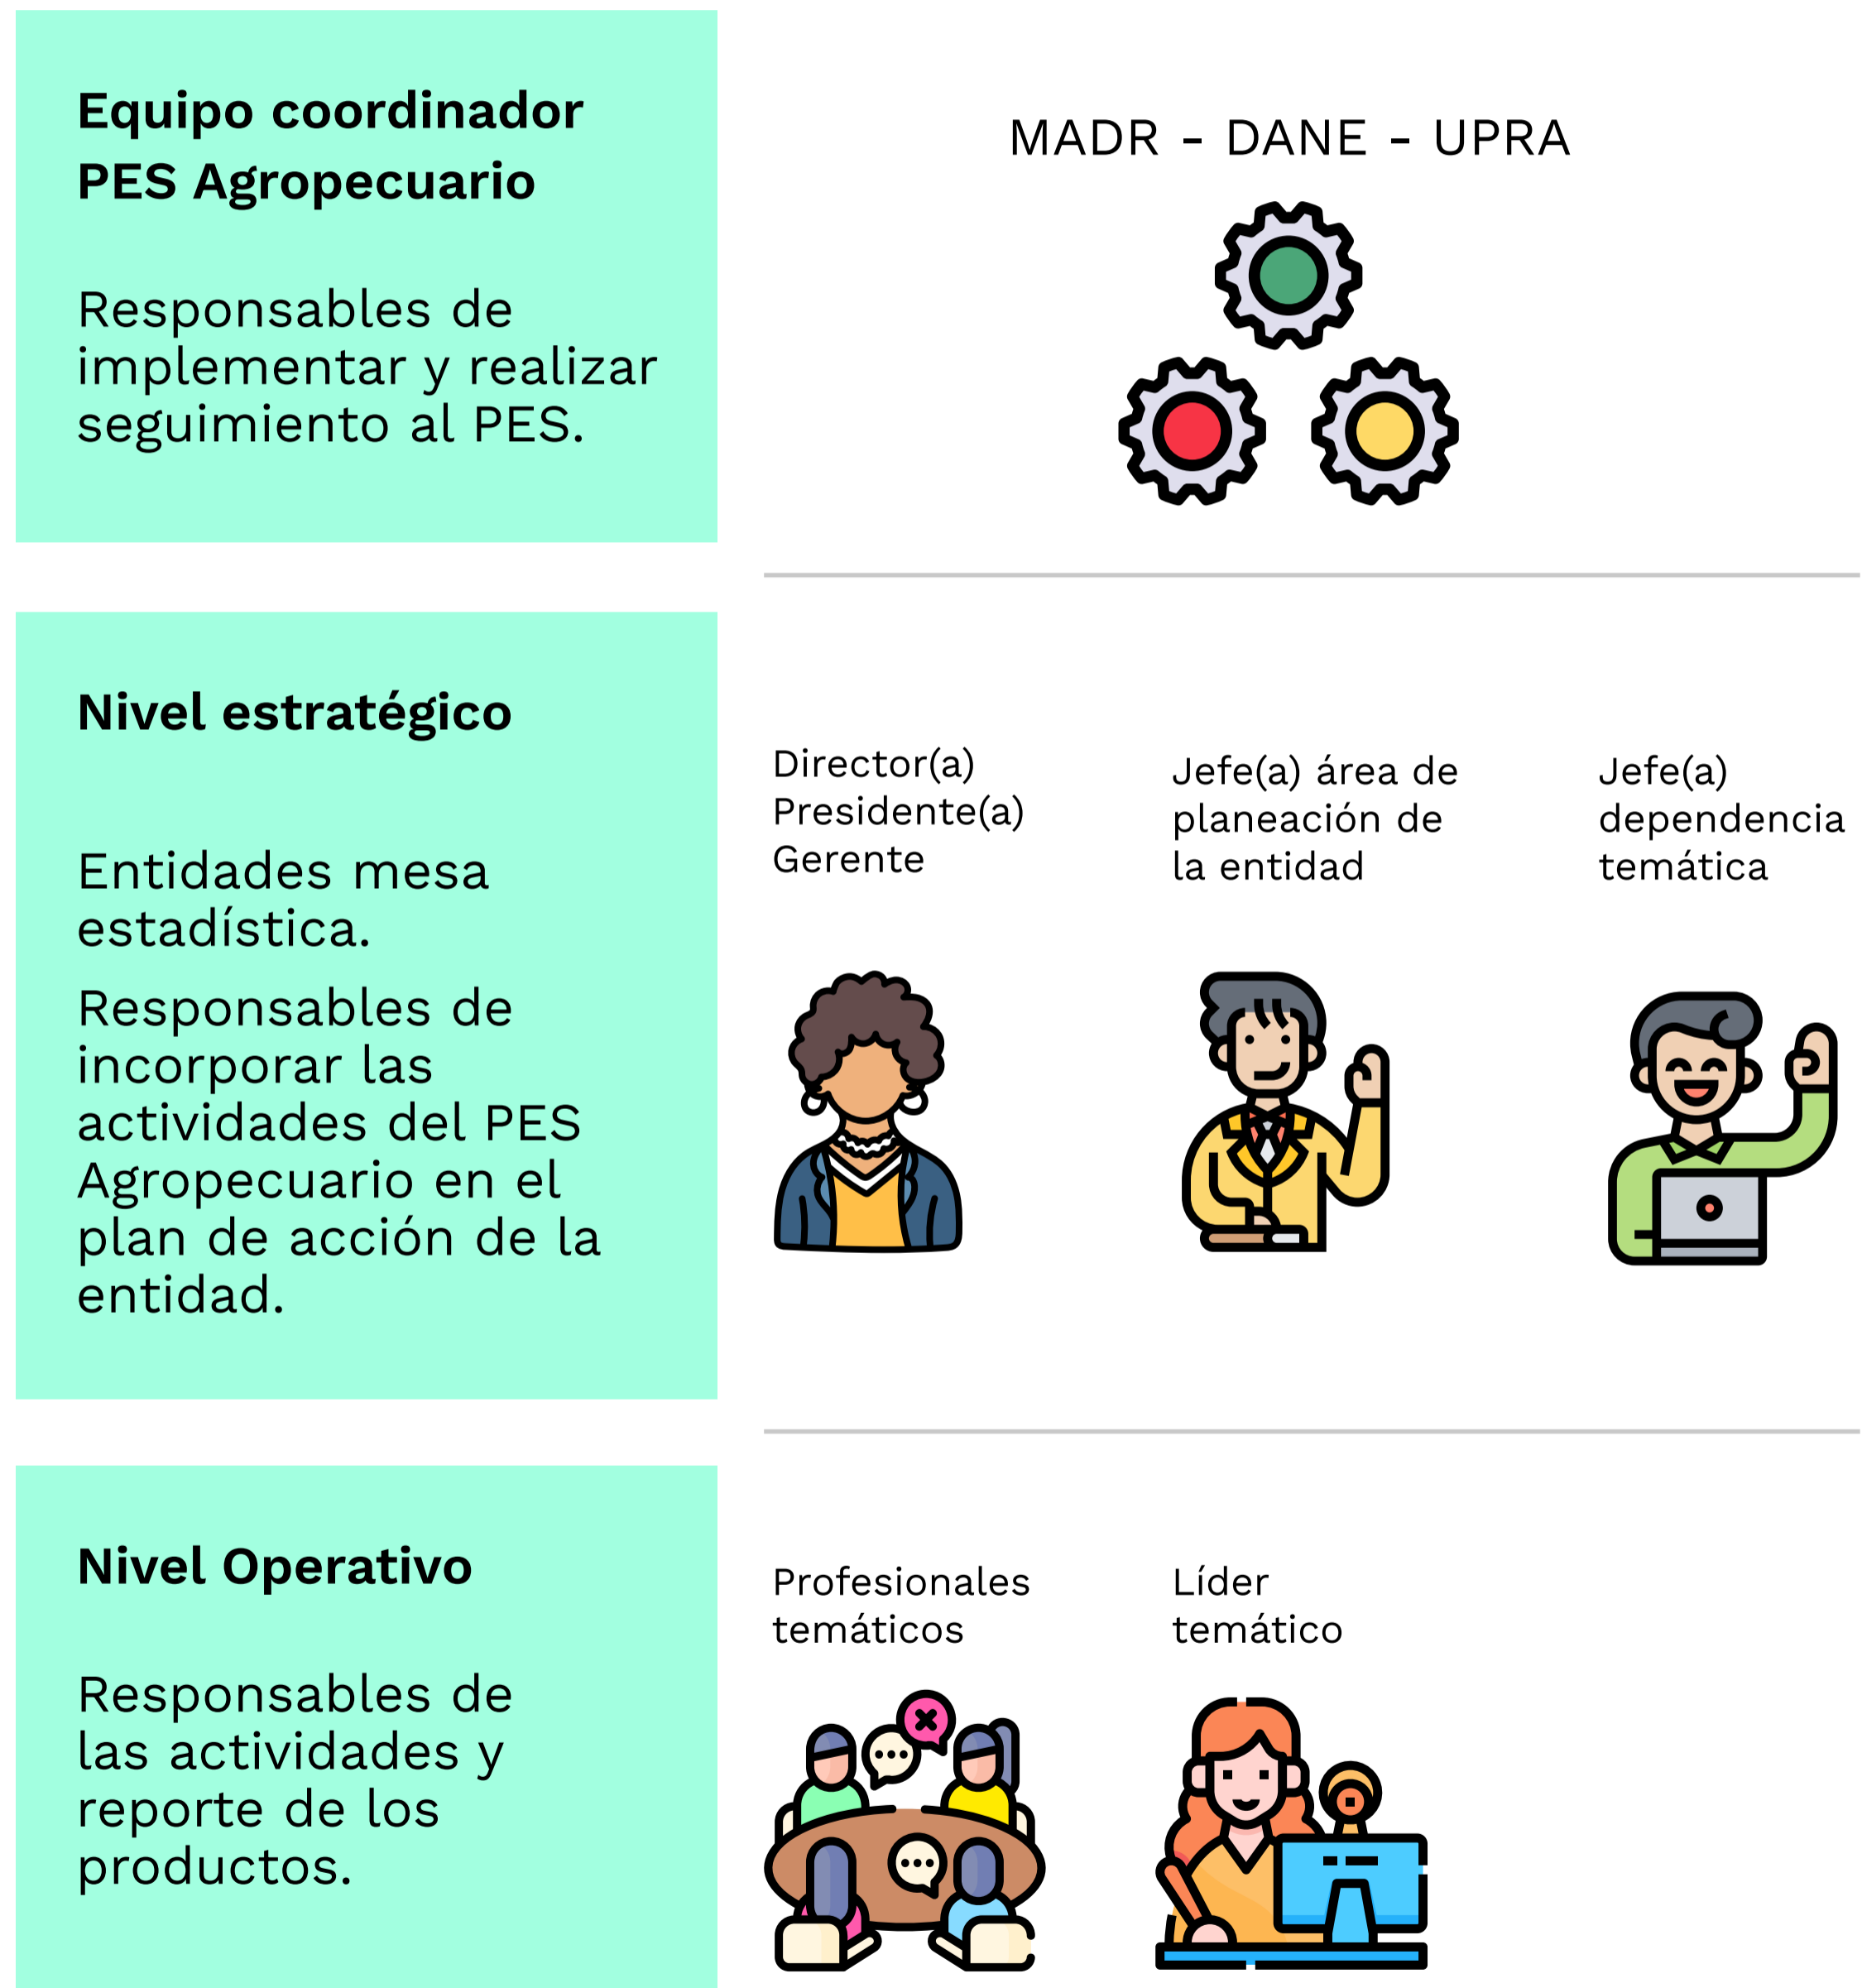 Equipo coordinador
PES Agropecuario
Responsables de
implementar y realizar
seguimiento al PES.
MADR - DANE - UPRA
Nivel estratégico
Entidades mesa
estadística.
Responsables de
incorporar las
actividades del PES
Agropecuario en el
plan de acción de la
entidad.
Director(a)
Presidente(a)
Gerente
Jefe(a) área de
planeación de
la entidad
Jefe(a)
dependencia
temática
Nivel Operativo
Responsables de
las actividades y
reporte de los
productos.
Profesionales
temáticos
Líder
temático